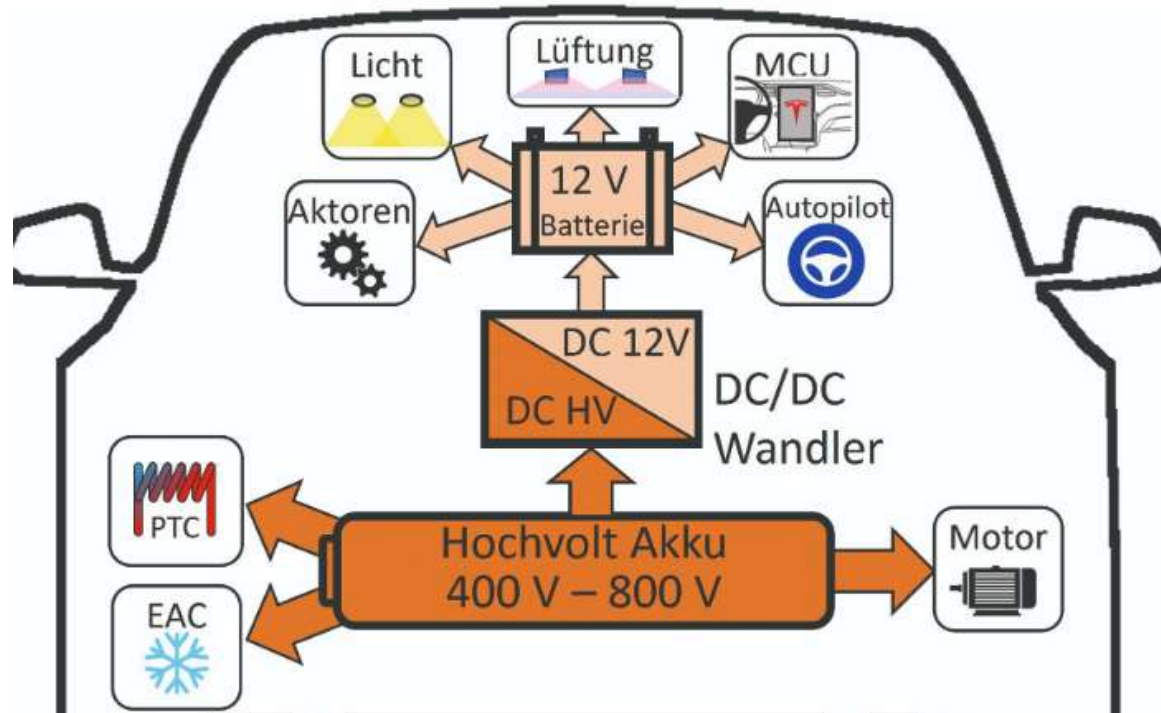 Licht
Lüftung
MCU
Aktoren
12 V
Batterie
Autopilot
DC 12V
DC HV
DC/DC
Wandler
PTC
EAC
Hochvolt Akku
400 V – 800 V
Motor